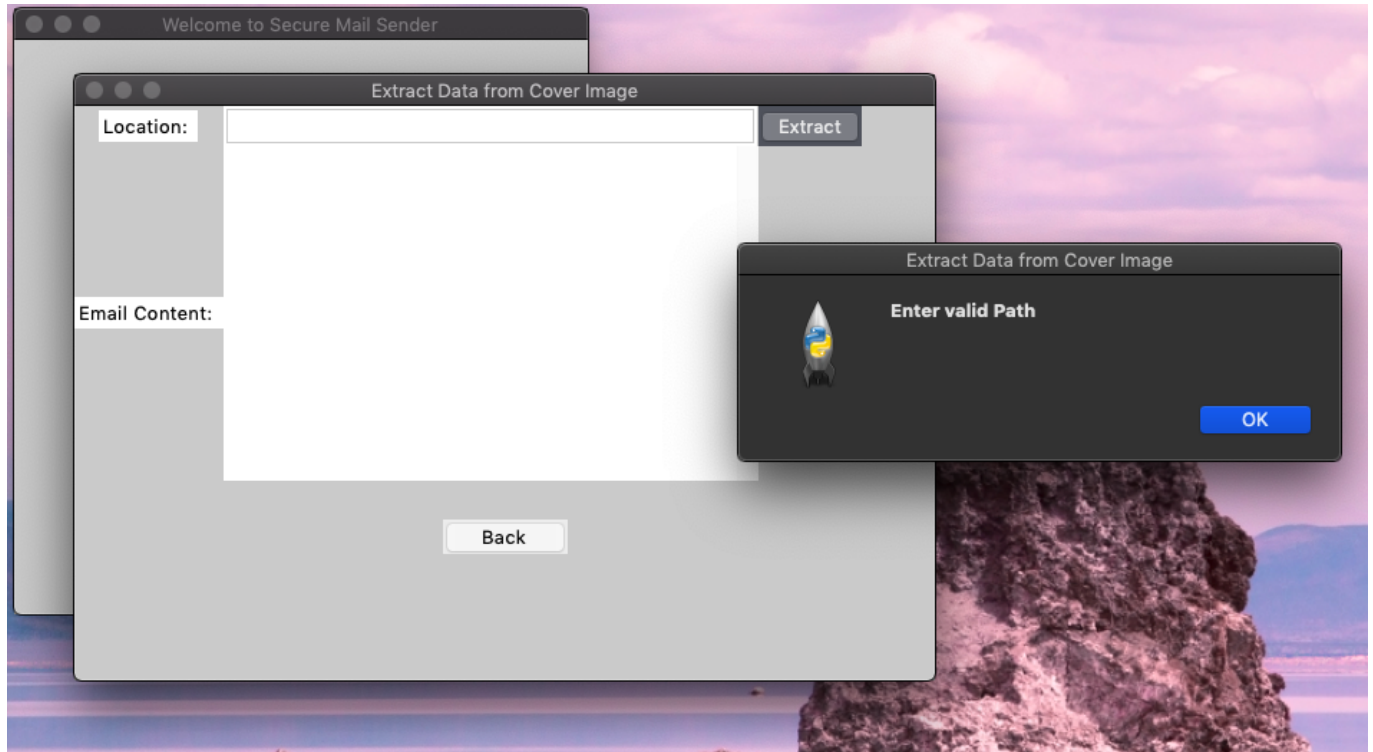 Welcome to Secure Mail Sender
Extract Data from Cover Image
Location:
Extract
Email Content:
Back
Extract Data from Cover Image
Enter valid Path
OK